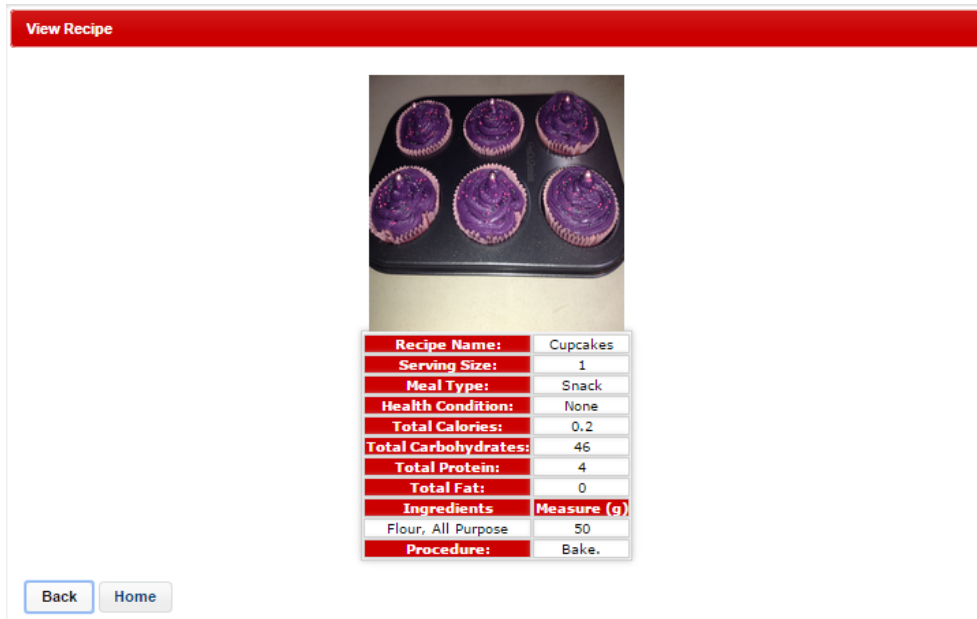 View Recipe
Recipe Name: Cupcakes
Serving Size: 1
Meal Type: Snack
Health Condition: None
Total Calories: 0.2
Total Carbohydrates: 46
Total Protein: 4
Total Fat: 0
Ingredients Measure (g)
Flour, All Purpose 50
Procedure: Bake.
Back Home